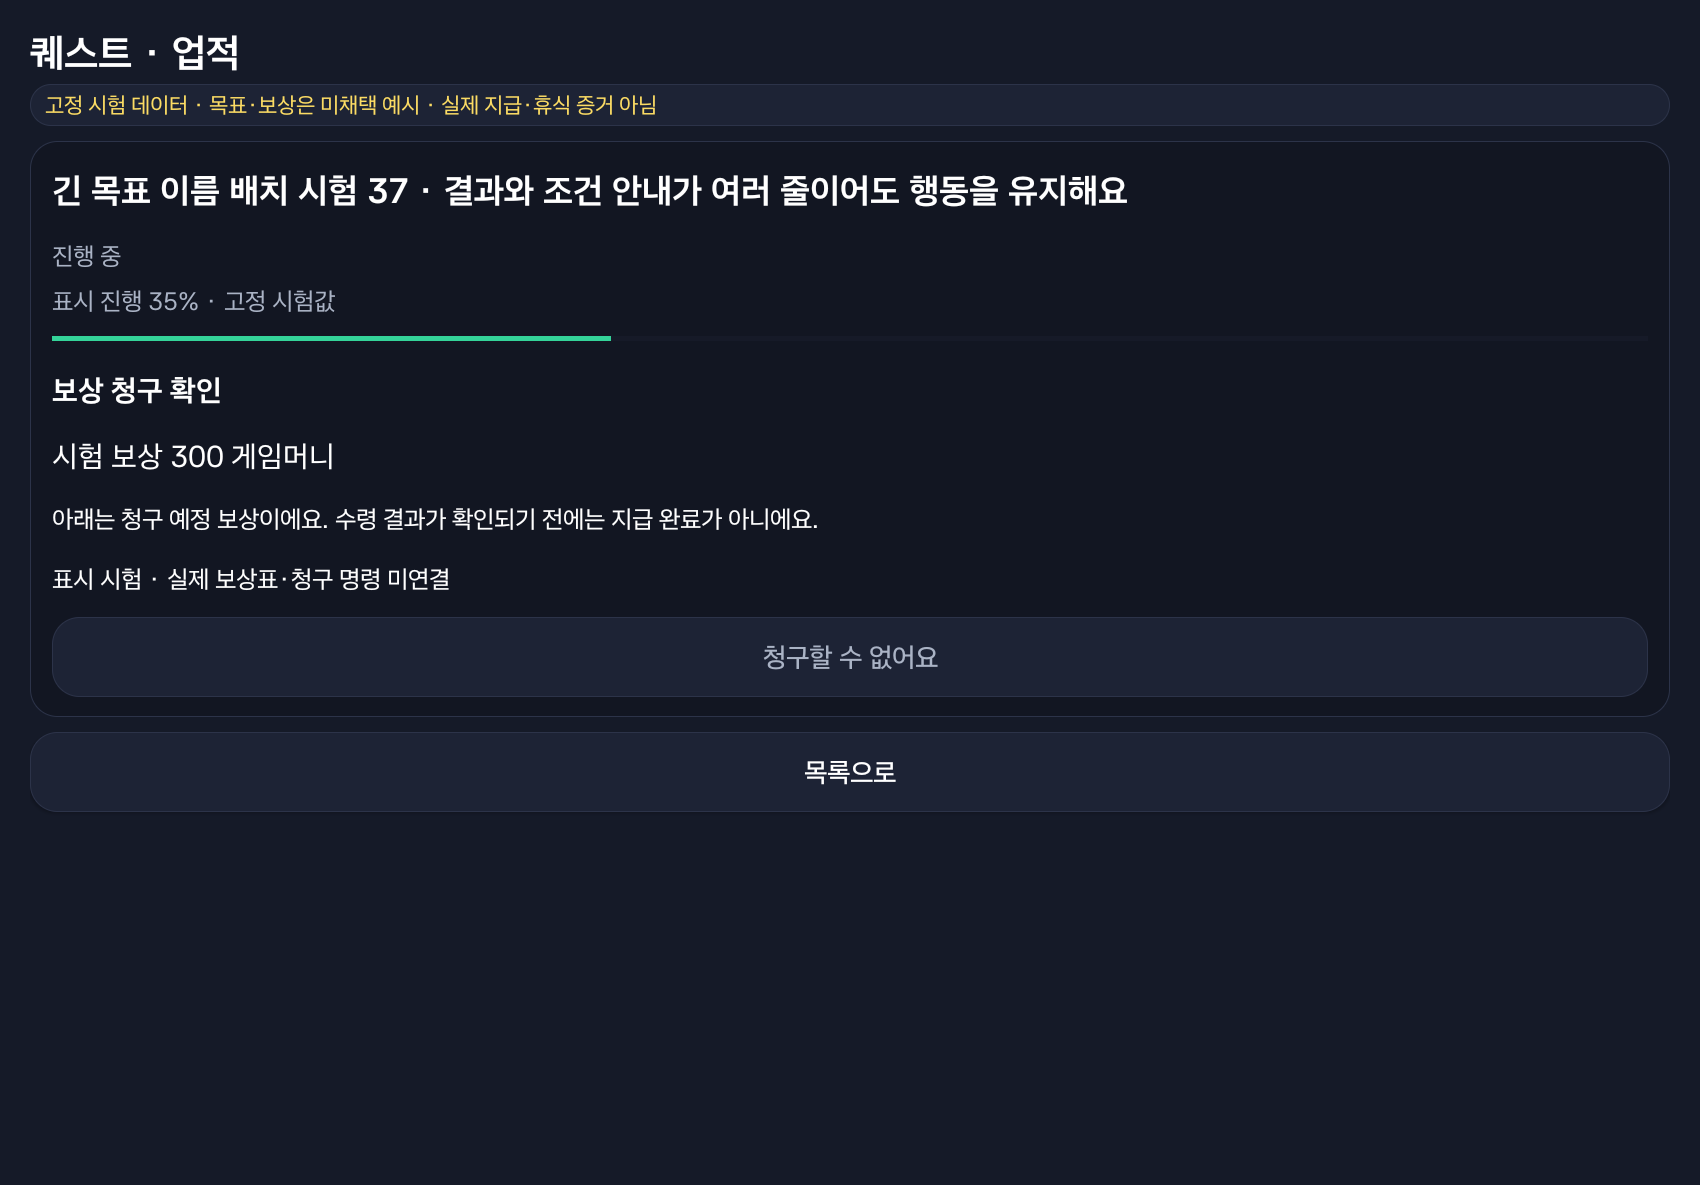 퀘스트 · 업적
고정 시험 데이터 · 목표·보상은 미채택 예시 · 실제 지급·휴식 증거 아님
긴 목표 이름 배치 시험 37 · 결과와 조건 안내가 여러 줄이어도 행동을 유지해요
진행 중
표시 진행 35% · 고정 시험값
보상 청구 확인
시험 보상 300 게임머니
아래는 청구 예정 보상이에요. 수령 결과가 확인되기 전에는 지급 완료가 아니에요.
표시 시험 · 실제 보상표·청구 명령 미연결
청구할 수 없어요
목록으로